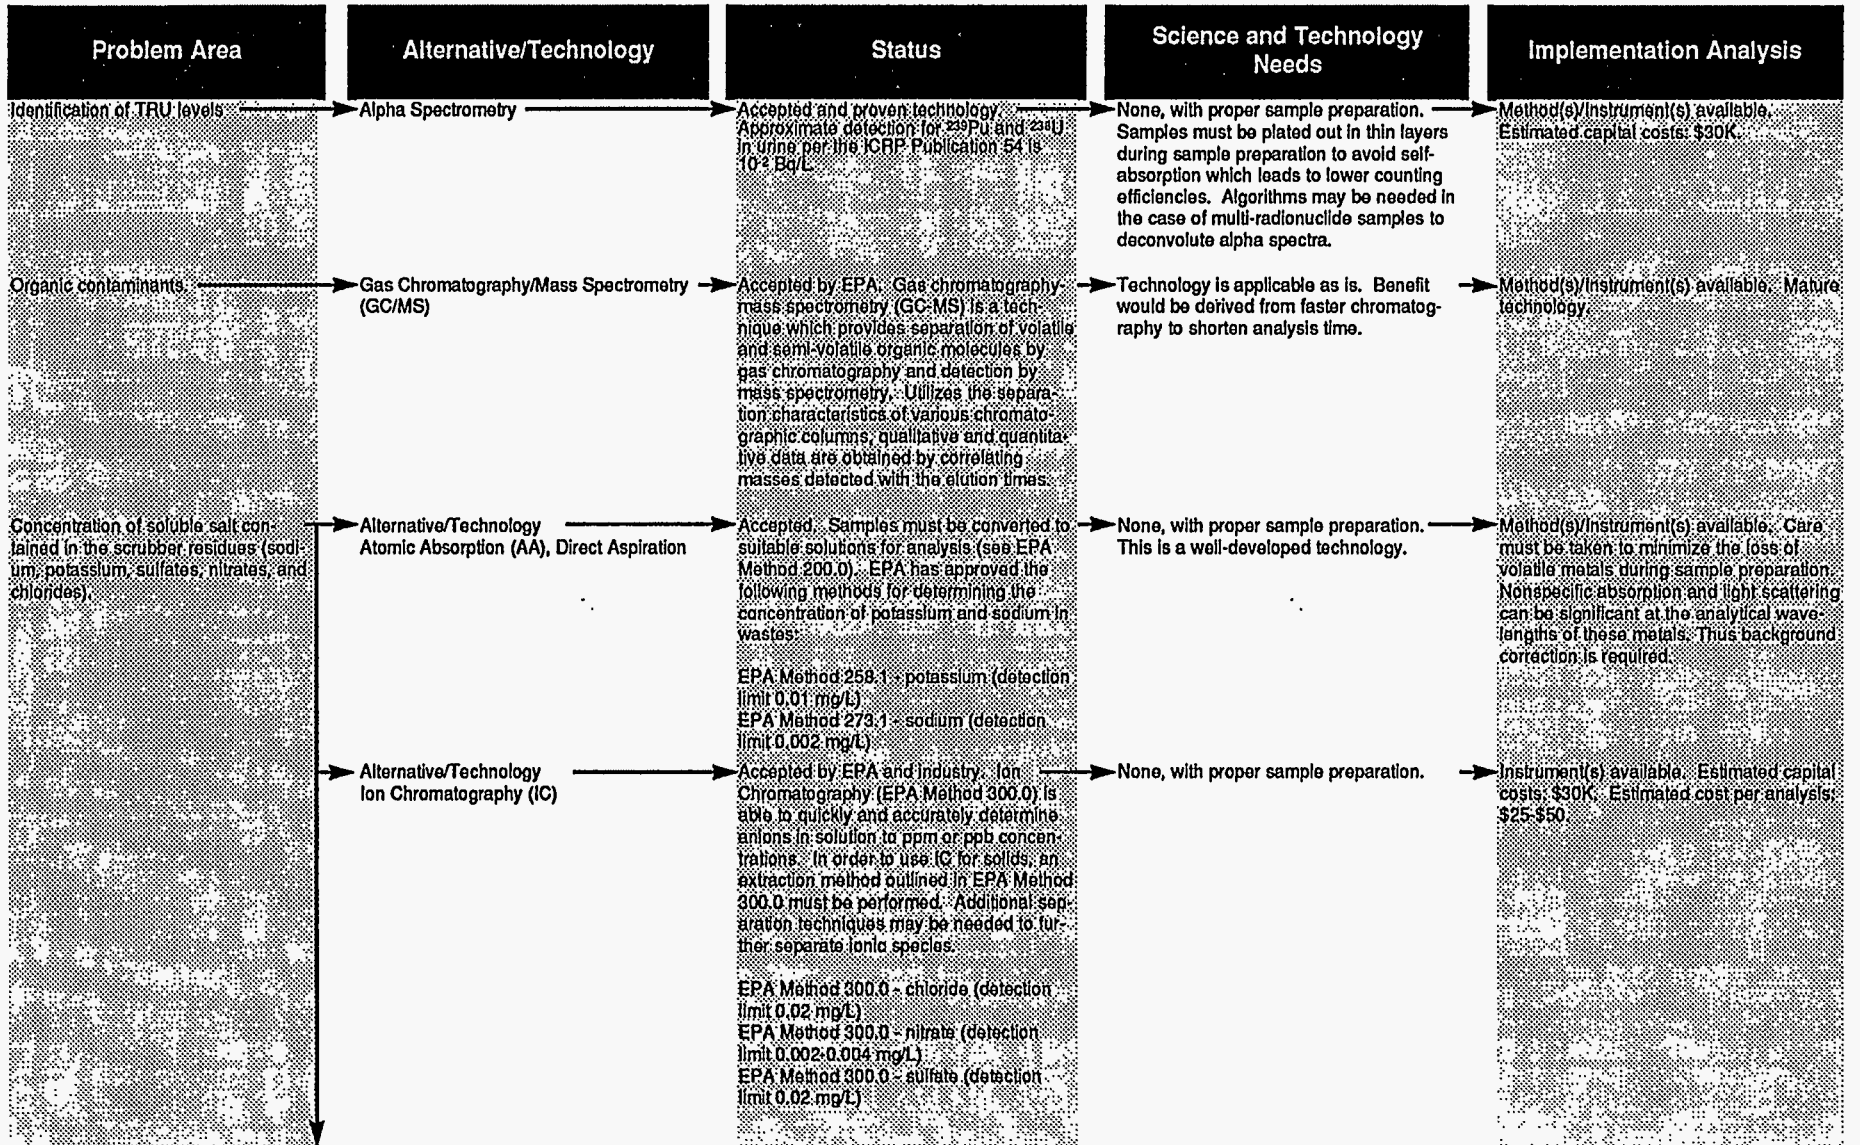 Problem Area
Alternative/Technology
Status
Science and Technology
Needs
Implementation Analysis
Identification of TRU levels
Alpha Spectrometry
Accepted and proven technology.
Approximate detection for ²³⁹Pu and ²³⁸U
in urine per the ICRP Publication 54 is
10⁻² Bq/L.
None, with proper sample preparation.
Samples must be plated out in thin layers
during sample preparation to avoid self-
absorption which leads to lower counting
efficiencies. Algorithms may be needed in
the case of multi-radionuclide samples to
deconvolute alpha spectra.
Method(s)/Instrument(s) available.
Estimated capital costs: $30K.
Organic contaminants.
Gas Chromatography/Mass Spectrometry
(GC/MS)
Accepted by EPA. Gas chromatography-
mass spectrometry (GC-MS) is a tech-
nique which provides separation of volatile
and semi-volatile organic molecules by
gas chromatography and detection by
mass spectrometry. Utilizes the separa-
tion characteristics of various chromato-
graphic columns, qualitative and quantita-
tive data are obtained by correlating
masses detected with the elution times.
Technology is applicable as is. Benefit
would be derived from faster chromatog-
raphy to shorten analysis time.
Method(s)/Instrument(s) available. Mature
technology.
Concentration of soluble salt con-
tained in the scrubber residues (sodi-
um, potassium, sulfates, nitrates, and
chlorides).
Alternative/Technology
Atomic Absorption (AA), Direct Aspiration
Accepted. Samples must be converted to
suitable solutions for analysis (see EPA
Method 200.0). EPA has approved the
following methods for determining the
concentration of potassium and sodium in
wastes:
EPA Method 258.1 - potassium (detection
limit 0.01 mg/L)
EPA Method 273.1 - sodium (detection
limit 0.002 mg/L)
None, with proper sample preparation.
This is a well-developed technology.
Method(s)/Instrument(s) available. Care
must be taken to minimize the loss of
volatile metals during sample preparation.
Nonspecific absorption and light scattering
can be significant at the analytical wave-
lengths of these metals. Thus background
correction is required.
Alternative/Technology
Ion Chromatography (IC)
Accepted by EPA and industry. Ion
Chromatography (EPA Method 300.0) is
able to quickly and accurately determine
anions in solution to ppm or ppb concen-
trations. In order to use IC for solids, an
extraction method outlined in EPA Method
300.0 must be performed. Additional sep-
aration techniques may be needed to fur-
ther separate ionic species.
EPA Method 300.0 - chloride (detection
limit 0.02 mg/L)
EPA Method 300.0 - nitrate (detection
limit 0.002-0.004 mg/L)
EPA Method 300.0 - sulfate (detection
limit 0.02 mg/L)
None, with proper sample preparation.
Instrument(s) available. Estimated capital
costs: $30K. Estimated cost per analysis:
$25-$50.